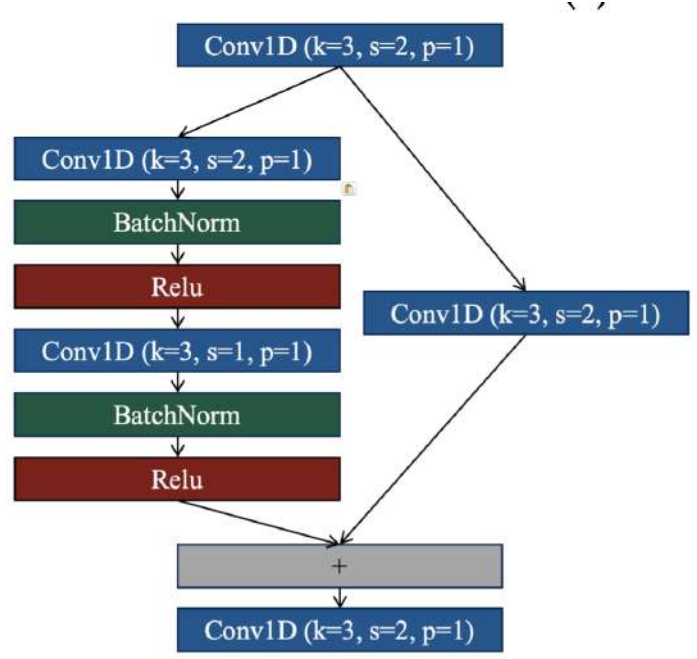 Conv1D (k=3, s=2, p=1)
Conv1D (k=3, s=2, p=1)
BatchNorm
Relu
Conv1D (k=3, s=2, p=1)
Conv1D (k=3, s=1, p=1)
BatchNorm
Relu
+
Conv1D (k=3, s=2, p=1)